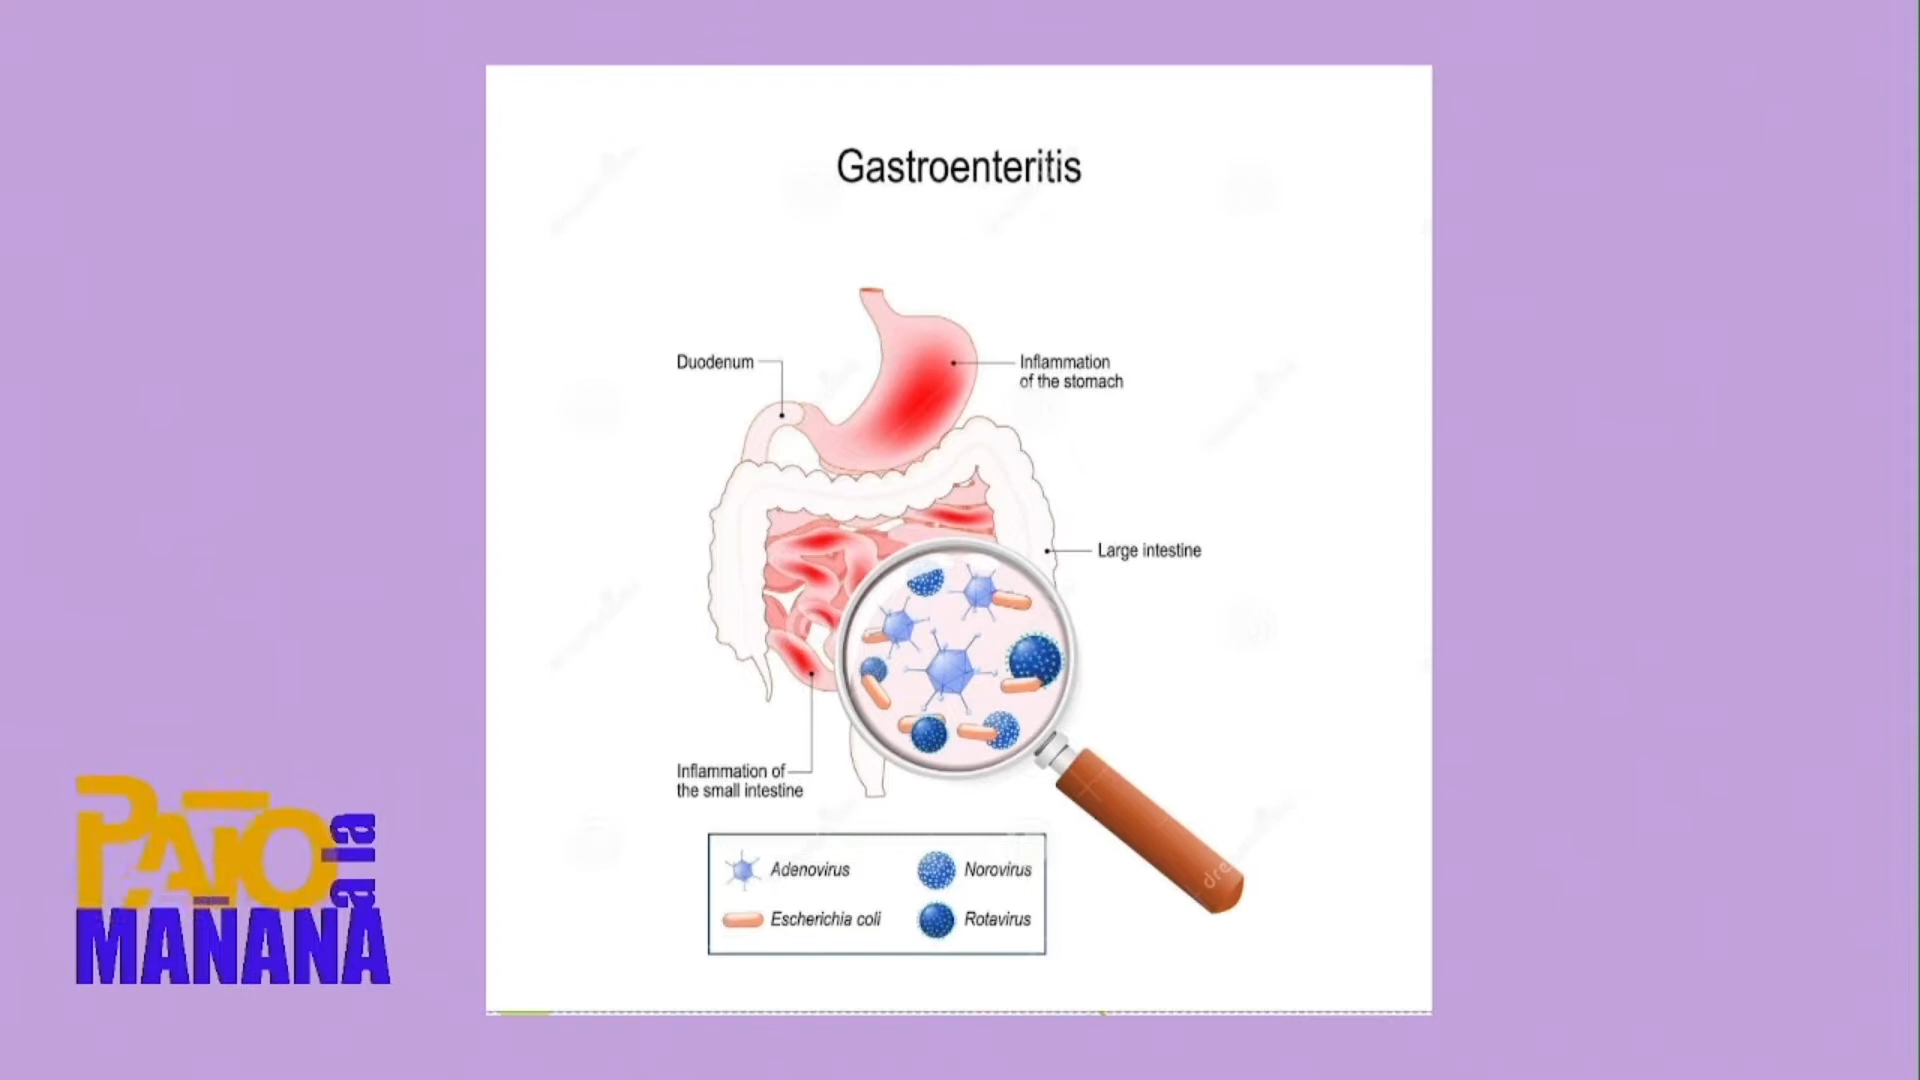 Gastroenteritis
Duodenum
Inflammation
of the stomach
Large intestine
Inflammation of
the small intestine
Adenovirus
Norovirus
Escherichia coli
Rotavirus
PATIO
a la
MAÑANA